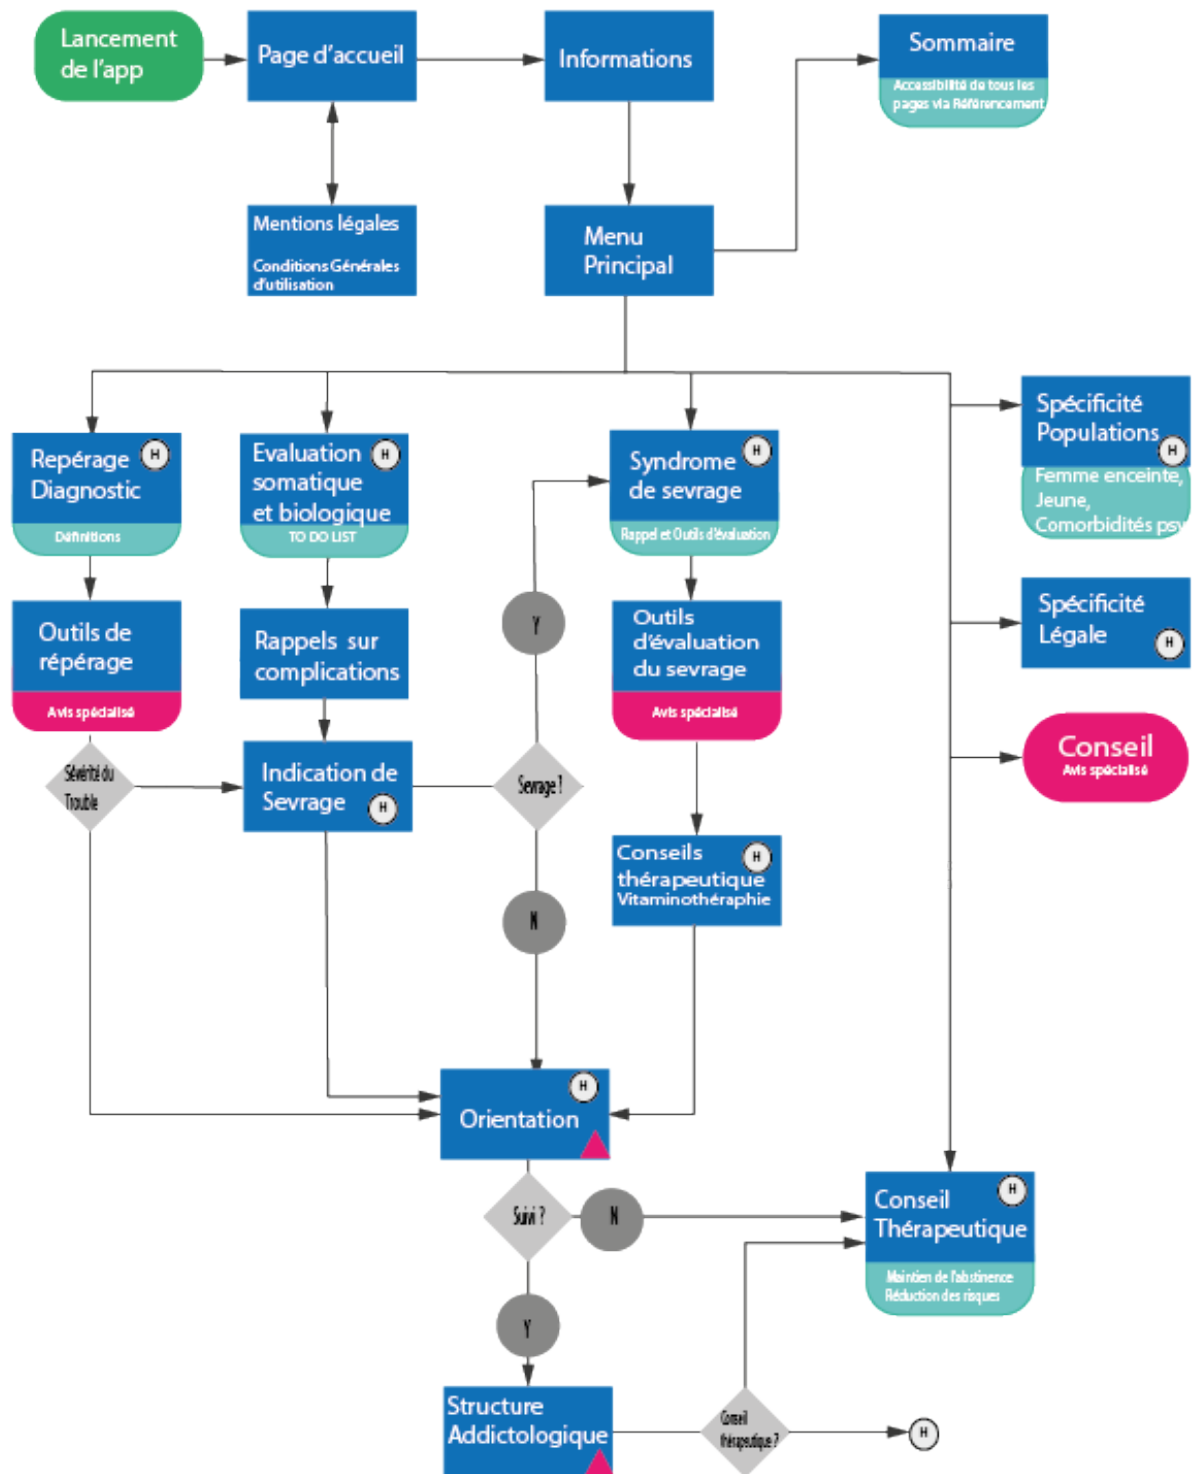 Lancement
de l'app
Page d'accueil
Informations
Sommaire
Accessibilité de tous les
pages via Référencement
Mentions légales
Conditions Générales
d'utilisation
Menu
Principal
Repérage
Diagnostic
H
Définitions
Evaluation
somatique
et biologique
H
TO DO LIST
Syndrome
de sevrage
H
Rappel et Outils d'évaluation
Spécificité
Populations
H
Femme enceinte,
Jeune,
Comorbidités psy
Outils de
répérage
Avis spécialisé
Rappels sur
complications
Y
Outils
d'évaluation
du sevrage
Avis spécialisé
Spécificité
Légale
H
Conseil
Avis spécialisé
Sévérité du
Trouble
Indication de
Sevrage
H
Sevrage ?
Conseils
thérapeutique
Vitaminothéraphie
H
N
Orientation
H
Suivi ?
N
Conseil
Thérapeutique
H
Maintien de l'abstinence
Réduction des risques
Y
Structure
Addictologique
Conseil
thérapeutique ?
H